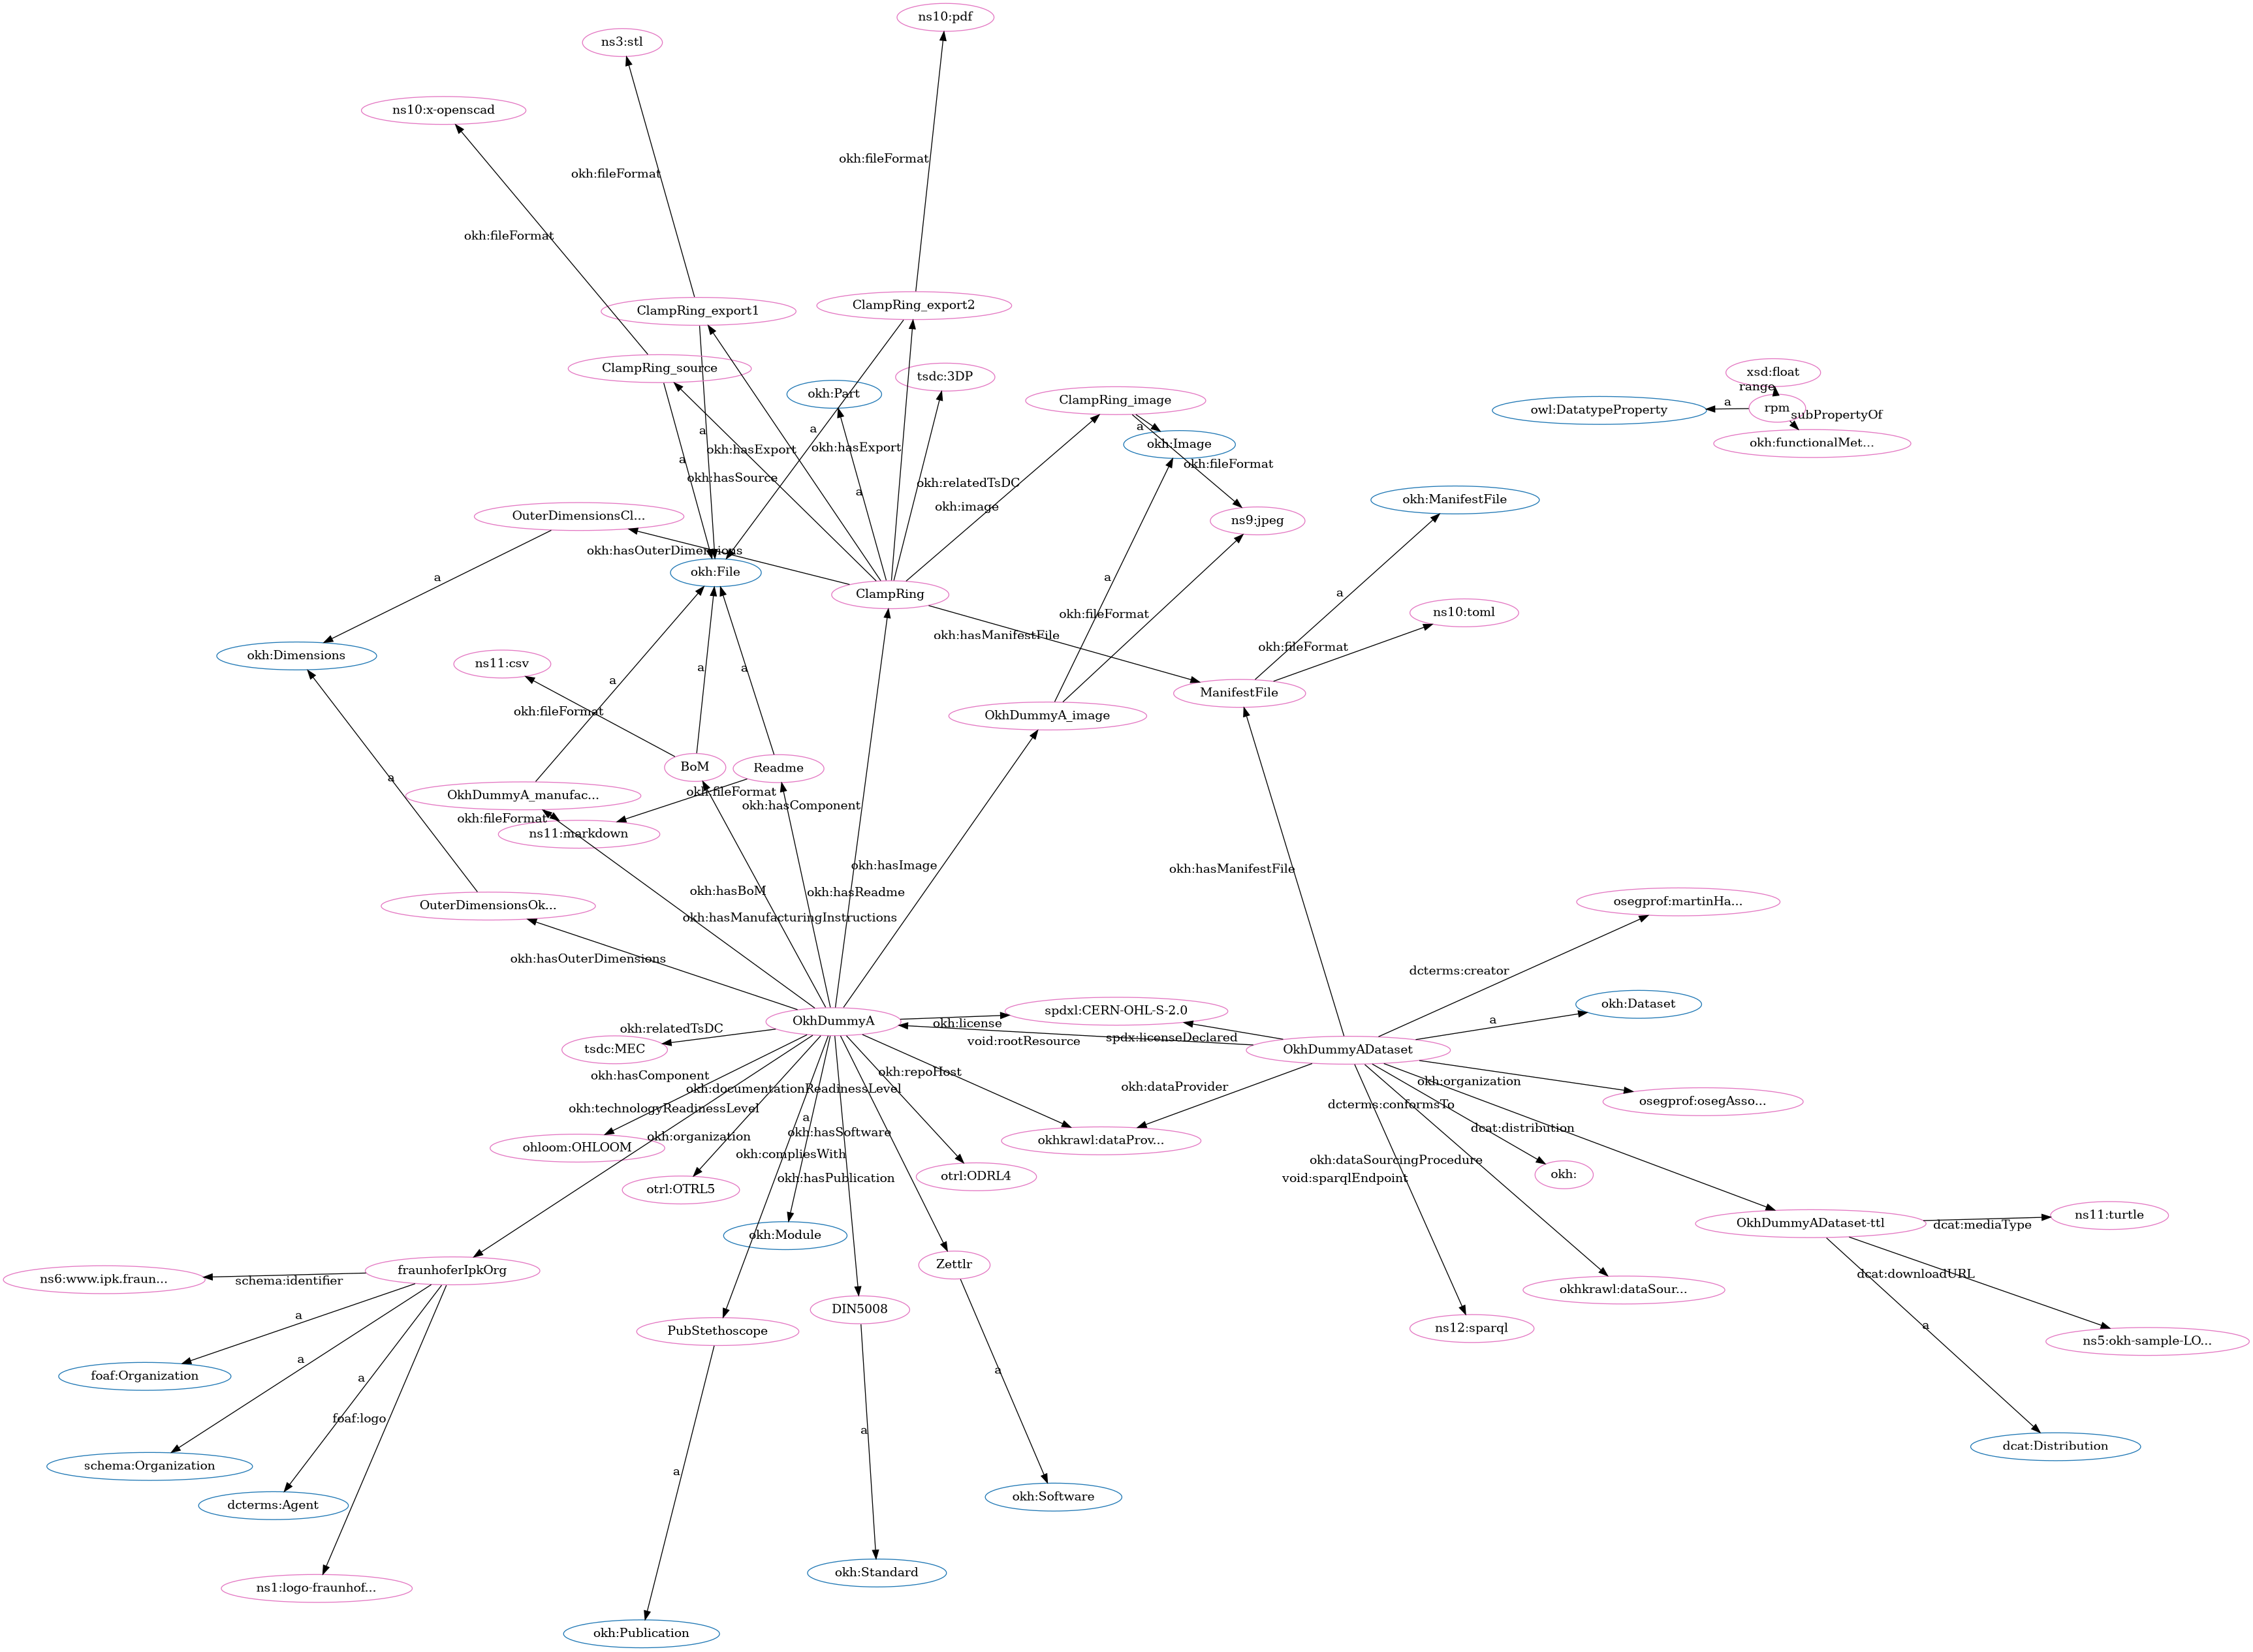 ns10:pdf
ns3:stl
ns10:x-openscad
okh:fileFormat
okh:fileFormat
okh:fileFormat
ClampRing_export2
ClampRing_export1
ClampRing_source
tsdc:3DP
xsd:float
range
okh:Part
ClampRing_image
a
rpm
owl:DatatypeProperty
subPropertyOf
a
a
a
okh:Image
okh:functionalMet...
okh:hasExport
okh:hasExport
a
okh:fileFormat
okh:hasSource
okh:relatedTsDC
a
okh:ManifestFile
okh:image
OuterDimensionsCl...
ns9:jpeg
okh:hasOuterDimensions
okh:File
a
a
ClampRing
a
ns10:toml
okh:fileFormat
okh:hasManifestFile
okh:fileFormat
okh:Dimensions
ns11:csv
a
a
a
ManifestFile
okh:fileFormat
OkhDummyA_image
BoM
Readme
a
OkhDummyA_manufac...
okh:fileFormat
okh:hasComponent
okh:fileFormat
ns11:markdown
okh:hasImage
okh:hasManifestFile
okh:hasBoM
okh:hasReadme
OuterDimensionsOk...
osegprof:martinHa...
okh:hasManufacturingInstructions
okh:hasOuterDimensions
dcterms:creator
okh:Dataset
spdxl:CERN-OHL-S-2.0
OkhDummyA
okh:license
a
okh:relatedTsDC
void:rootResource
spdx:licenseDeclared
tsdc:MEC
OkhDummyADataset
okh:hasComponent
okh:repoHost
okh:organization
okh:documentationReadinessLevel
okh:dataProvider
osegprof:osegAsso...
okh:technologyReadinessLevel
dcterms:conformsTo
a
okh:organization
okh:hasSoftware
dcat:distribution
ohloom:OHLOOM
okhkrawl:dataProv...
okh:compliesWith
okh:dataSourcingProcedure
okh:hasPublication
otrl:ODRL4
void:sparqlEndpoint
okh:
otrl:OTRL5
okh:Module
OkhDummyADataset-ttl
dcat:mediaType
ns11:turtle
fraunhoferIpkOrg
Zettlr
ns6:www.ipk.fraun...
schema:identifier
dcat:downloadURL
okhkrawl:dataSour...
DIN5008
a
PubStethoscope
ns12:sparql
a
ns5:okh-sample-LO...
a
foaf:Organization
a
a
foaf:logo
a
dcat:Distribution
schema:Organization
a
okh:Software
dcterms:Agent
okh:Standard
ns1:logo-fraunhof...
okh:Publication